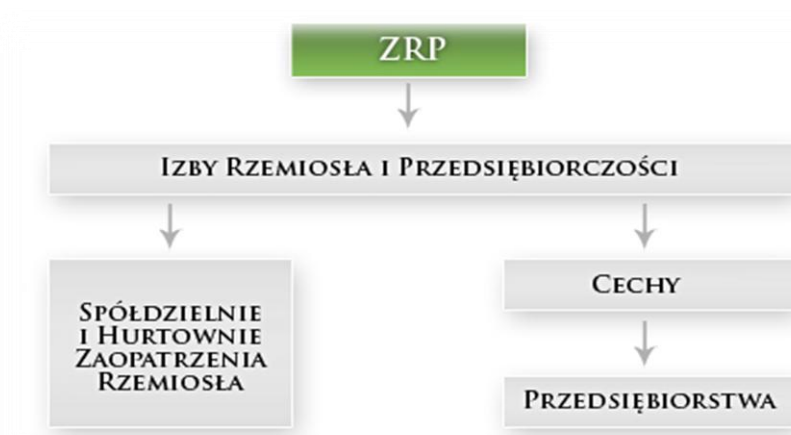 ZRP
Izby Rzemiosła i Przedsiębiorczości
Spółdzielnie
i Hurtownie
Zaopatrzenia
Rzemiosła
Cechy
Przedsiębiorstwa